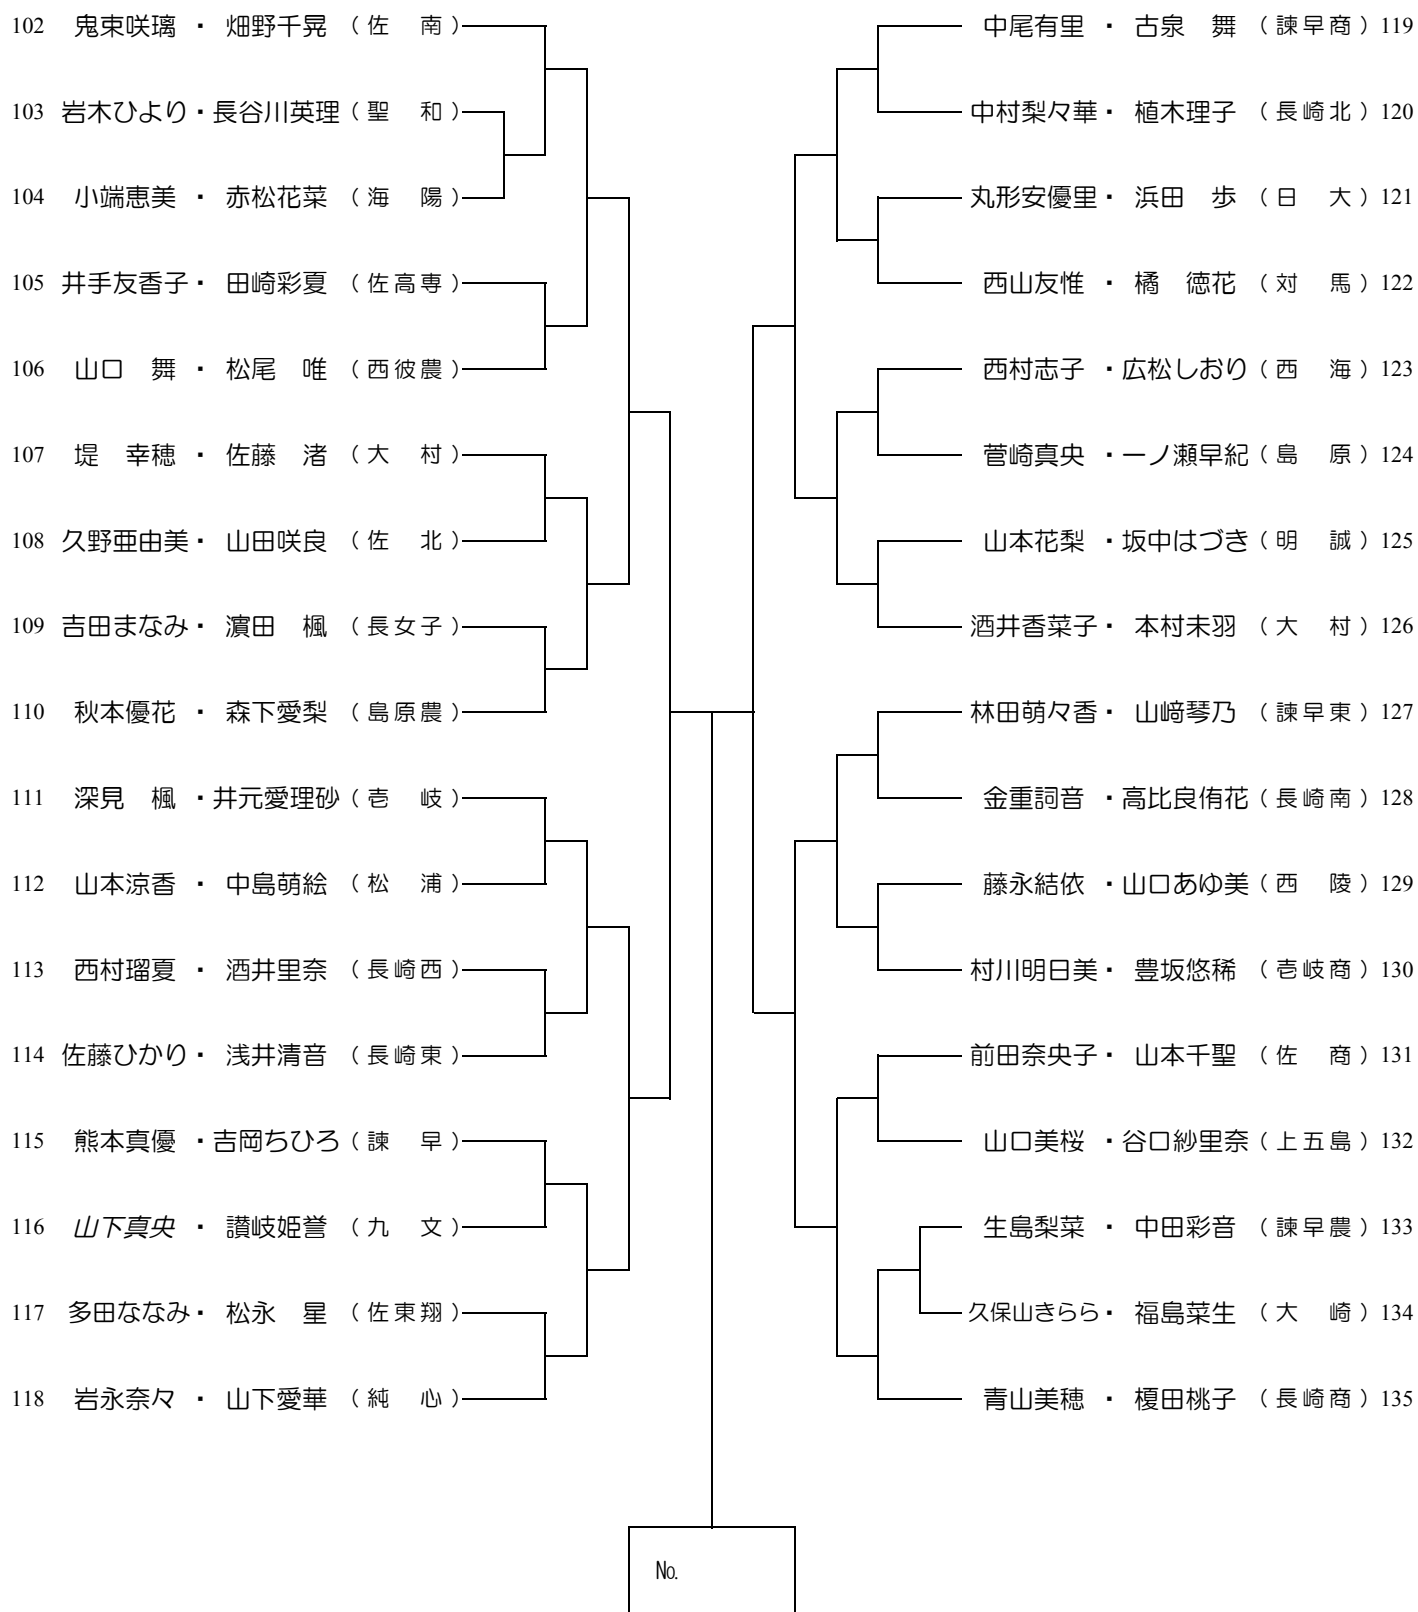 102 鬼束咲璃 ・ 畑野千晃 （佐　南）
103 岩木ひより・長谷川英理（聖　和）
104 小端恵美 ・ 赤松花菜 （海　陽）
105 井手友香子・ 田崎彩夏 （佐高専）
106 山口　舞 ・ 松尾　唯 （西彼農）
107 堤　幸穂 ・ 佐藤　渚 （大　村）
108 久野亜由美・ 山田咲良 （佐　北）
109 吉田まなみ・ 濵田　楓 （長女子）
110 秋本優花 ・ 森下愛梨 （島原農）
111 深見　楓 ・井元愛理砂（壱　岐）
112 山本涼香 ・ 中島萌絵 （松　浦）
113 西村瑠夏 ・ 酒井里奈 （長崎西）
114 佐藤ひかり・ 浅井清音 （長崎東）
115 熊本真優 ・吉岡ちひろ（諫　早）
116 山下真央 ・ 讃岐姫誉 （九　文）
117 多田ななみ・ 松永　星 （佐東翔）
118 岩永奈々 ・ 山下愛華 （純　心）
中尾有里 ・ 古泉　舞 （諫早商）119
中村梨々華・ 植木理子 （長崎北）120
丸形安優里・ 浜田　歩 （日　大）121
西山友惟 ・ 橘　徳花 （対　馬）122
西村志子 ・広松しおり（西　海）123
菅崎真央 ・一ノ瀬早紀（島　原）124
山本花梨 ・坂中はづき（明　誠）125
酒井香菜子・ 本村未羽 （大　村）126
林田萌々香・ 山﨑琴乃 （諫早東）127
金重詞音 ・高比良侑花（長崎南）128
藤永結依 ・山口あゆ美（西　陵）129
村川明日美・ 豊坂悠稀 （壱岐商）130
前田奈央子・ 山本千聖 （佐　商）131
山口美桜 ・谷口紗里奈（上五島）132
生島梨菜 ・ 中田彩音 （諫早農）133
久保山きらら・ 福島菜生 （大　崎）134
青山美穂 ・ 榎田桃子 （長崎商）135
№